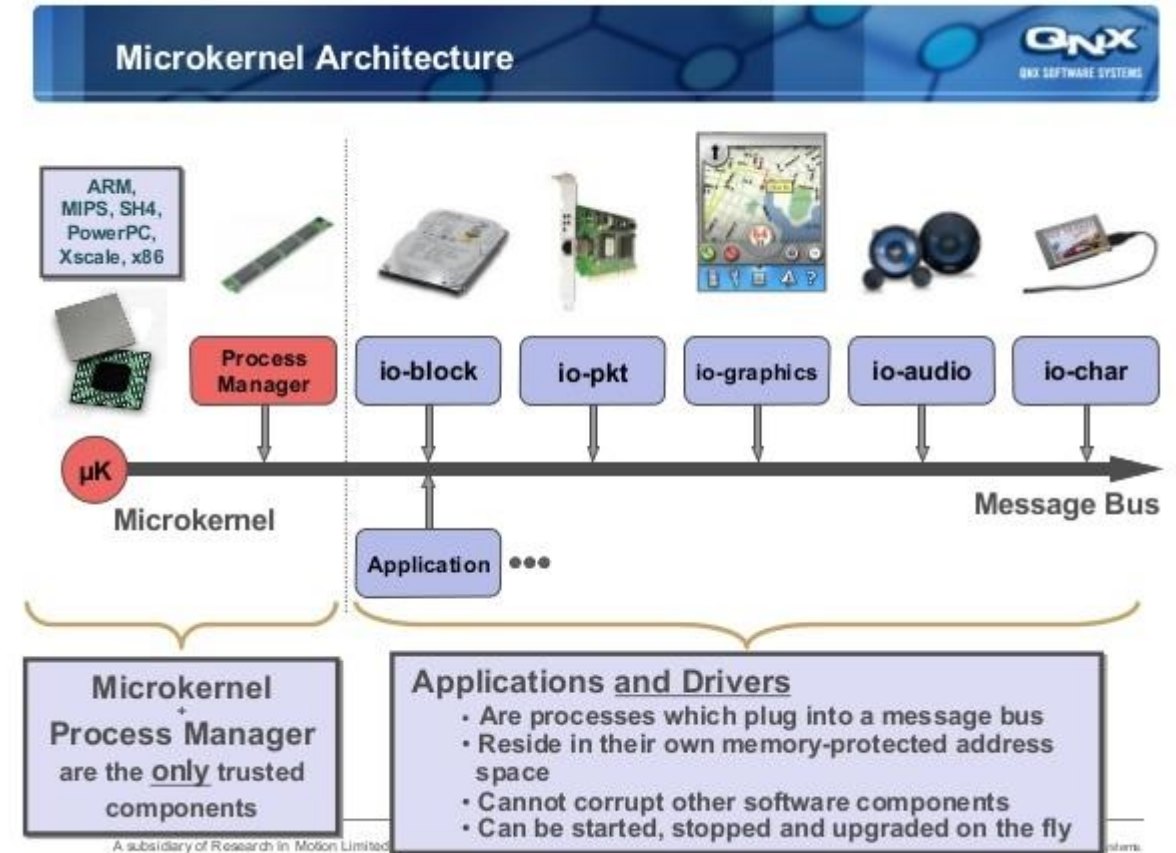 Microkernel Architecture
QNX
QNX SOFTWARE SYSTEMS
ARM,
MIPS, SH4,
PowerPC,
Xscale, x86
64
?
Process
Manager
io-block
io-pkt
io-graphics
io-audio
io-char
µK
Microkernel
Message Bus
Application
•••
Microkernel
+
Process Manager
are the only trusted
components
Applications and Drivers
• Are processes which plug into a message bus
• Reside in their own memory-protected address
space
• Cannot corrupt other software components
• Can be started, stopped and upgraded on the fly
A subsidiary of Research In Motion Limited